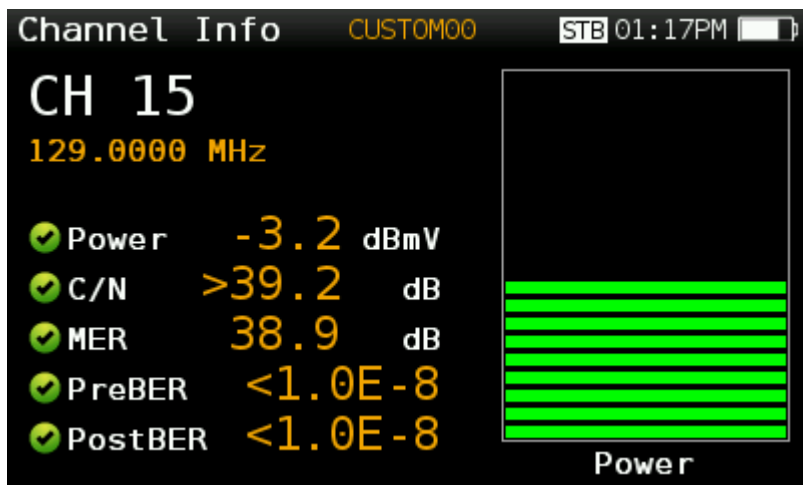 Channel Info CUSTOM00 STB 01:17PM
CH 15
129.0000 MHz
Power -3.2 dBmV
C/N >39.2 dB
MER 38.9 dB
PreBER <1.0E-8
PostBER <1.0E-8
Power